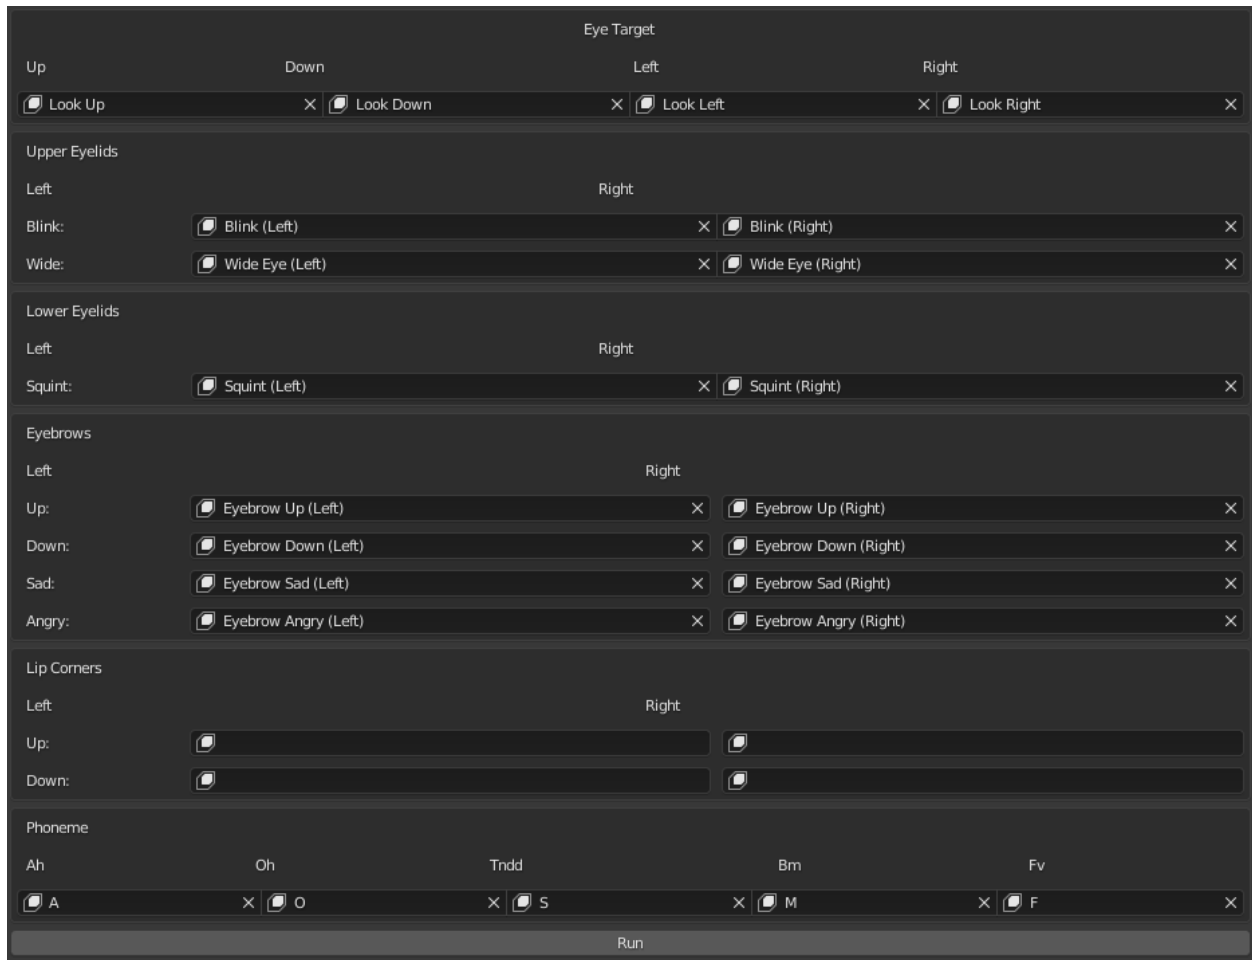 Eye Target
Up Down Left Right
Look Up Look Down Look Left Look Right
Upper Eyelids
Left Right
Blink: Blink (Left) Blink (Right)
Wide: Wide Eye (Left) Wide Eye (Right)
Lower Eyelids
Left Right
Squint: Squint (Left) Squint (Right)
Eyebrows
Left Right
Up: Eyebrow Up (Left) Eyebrow Up (Right)
Down: Eyebrow Down (Left) Eyebrow Down (Right)
Sad: Eyebrow Sad (Left) Eyebrow Sad (Right)
Angry: Eyebrow Angry (Left) Eyebrow Angry (Right)
Lip Corners
Left Right
Up:
Down:
Phoneme
Ah Oh Tndd Bm Fv
A O S M F
Run